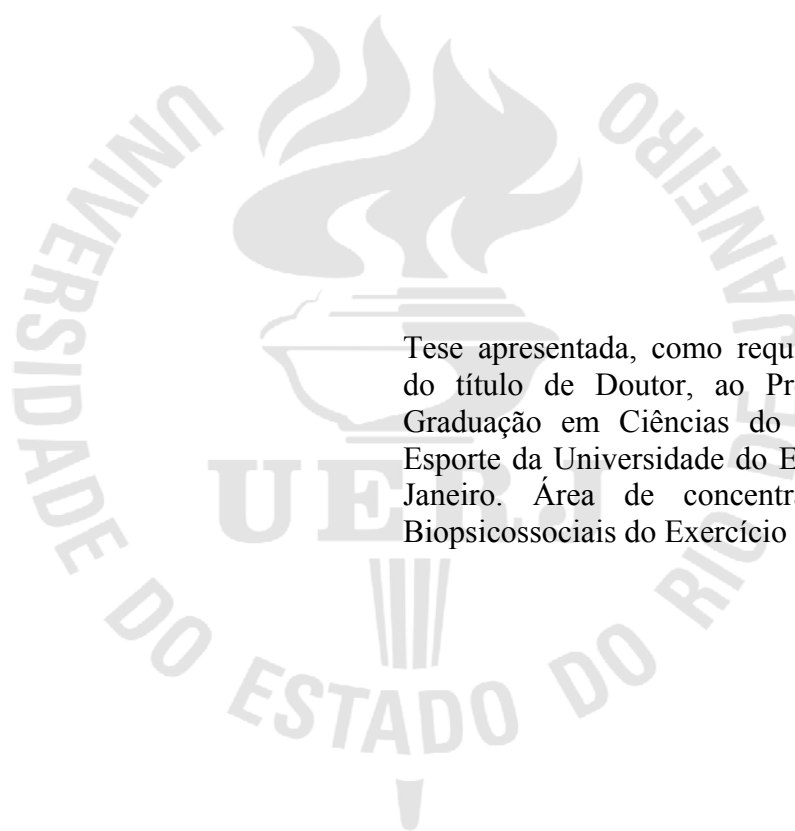 UNIVERSIDADE DO ESTADO DO RIO DE JANEIRO
UERJ
Tese apresentada, como requi
do título de Doutor, ao Pr
Graduação em Ciências do
Esporte da Universidade do E
Janeiro. Área de concentr
Biopsicossociais do Exercício